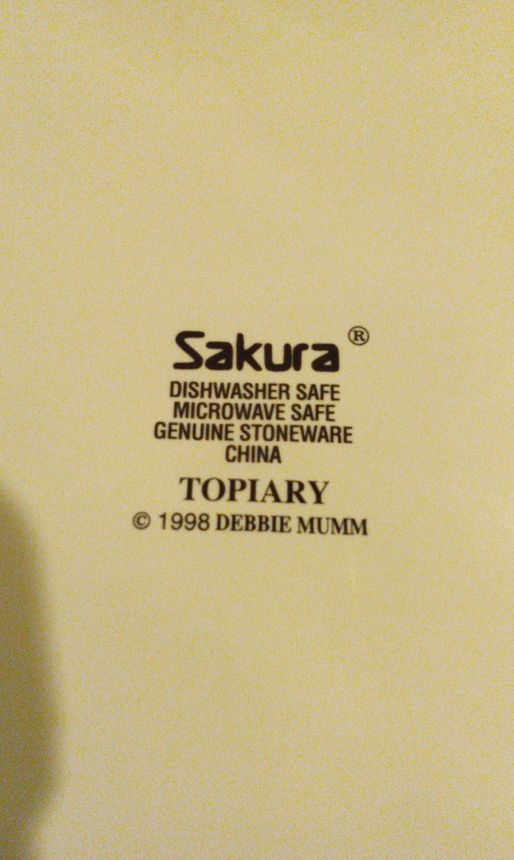 Sakura®
DISHWASHER SAFE
MICROWAVE SAFE
GENUINE STONEWARE
CHINA
TOPIARY
© 1998 DEBBIE MUMM